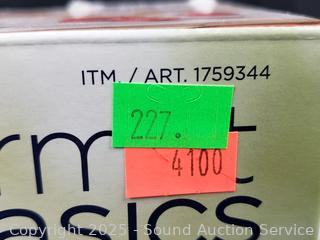 ITM. / ART. 1759344
227.
4100
Copyright 2025 - Sound Auction Service